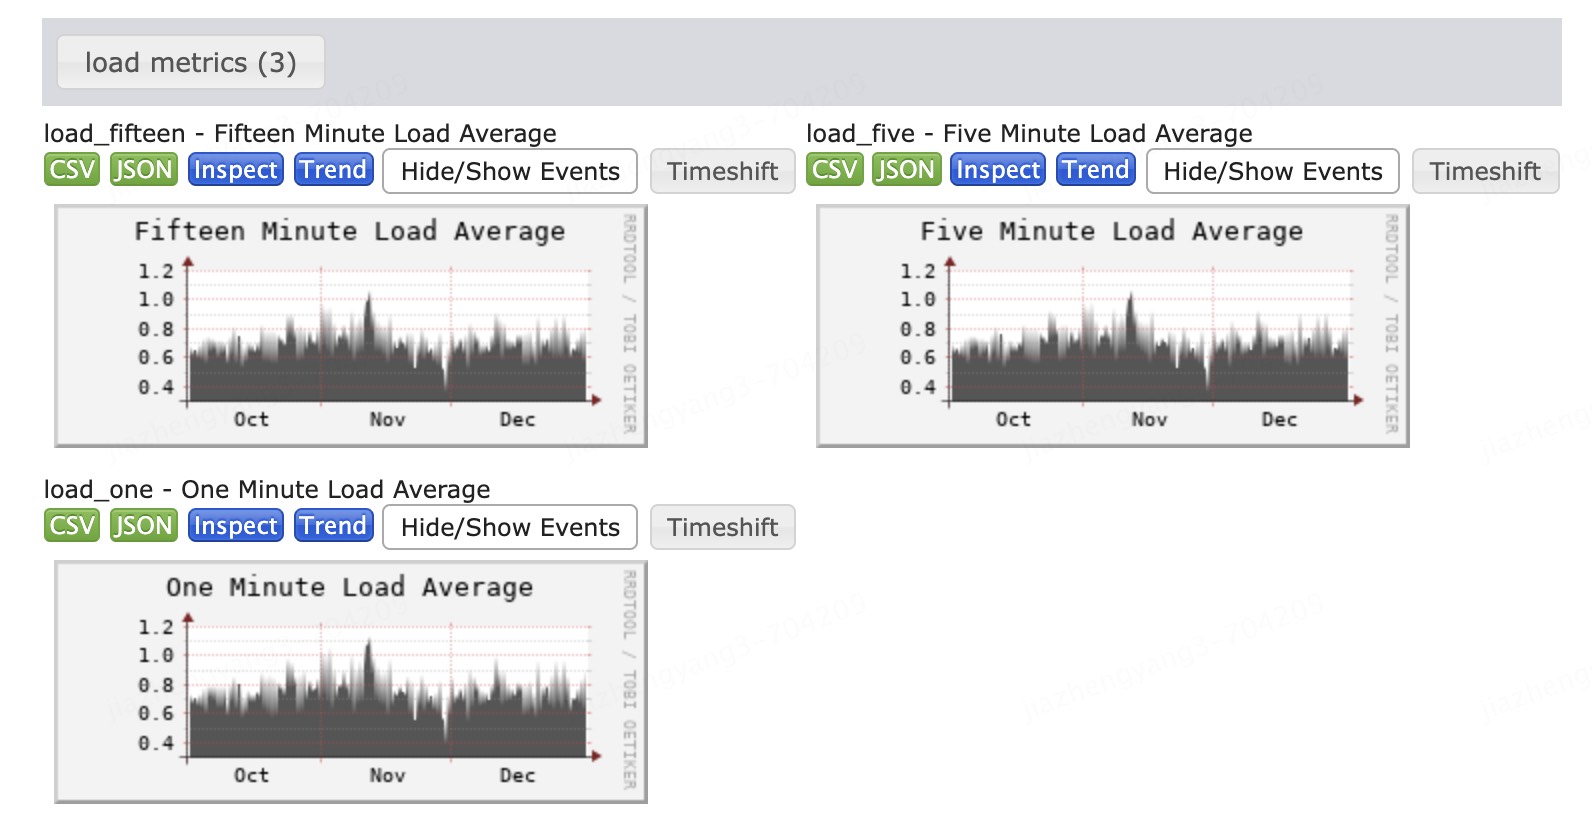 load metrics (3)
load_fifteen - Fifteen Minute Load Average
CSV JSON Inspect Trend Hide/Show Events Timeshift
Fifteen Minute Load Average
1.2
1.0
0.8
0.6
0.4
Oct Nov Dec
RRDTOOL / TOBI OETIKER
load_five - Five Minute Load Average
CSV JSON Inspect Trend Hide/Show Events Timeshift
Five Minute Load Average
1.2
1.0
0.8
0.6
0.4
Oct Nov Dec
RRDTOOL / TOBI OETIKER
load_one - One Minute Load Average
CSV JSON Inspect Trend Hide/Show Events Timeshift
One Minute Load Average
1.2
1.0
0.8
0.6
0.4
Oct Nov Dec
RRDTOOL / TOBI OETIKER
jiazhengyang3-704209